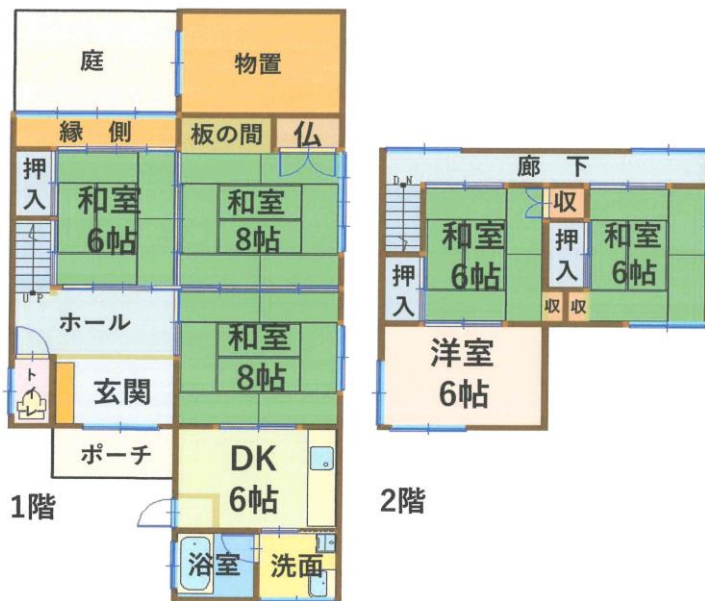 庭
物置
縁 側
板の間
仏
押入
和室
6帖
和室
8帖
UP
ホール
和室
8帖
トイレ
玄関
ポーチ
DK
6帖
浴室
洗面
1階
廊 下
DN
収
和室
6帖
押入
和室
6帖
押入
収
収
洋室
6帖
2階